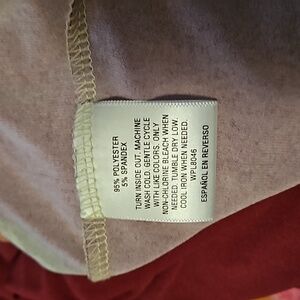 95% POLYESTER
5% SPANDEX
TURN INSIDE OUT. MACHINE
WASH COLD. GENTLE CYCLE
WITH LIKE COLORS. ONLY
NON-CHLORINE BLEACH WHEN
NEEDED. TUMBLE DRY LOW.
COOL IRON WHEN NEEDED.
WPL8046
ESPAÑOL EN REVERSO